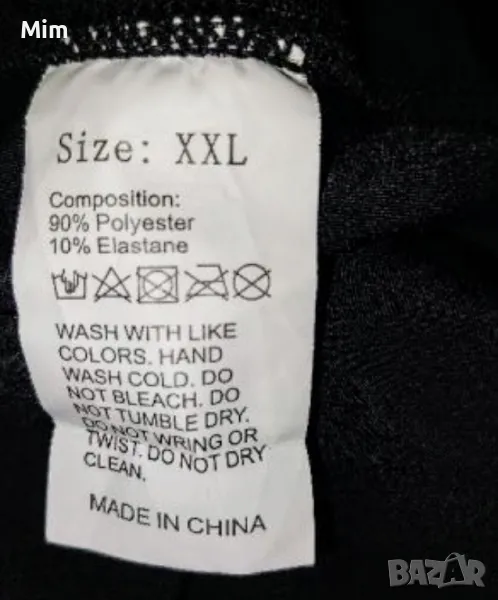 Mim
Size: XXL
Composition:
90% Polyester
10% Elastane
WASH WITH LIKE
COLORS. HAND
WASH COLD. DO
NOT BLEACH. DO
NOT TUMBLE DRY.
DO NOT WRING OR
TWIST. DO NOT DRY
CLEAN.
MADE IN CHINA
BAZAR.BG